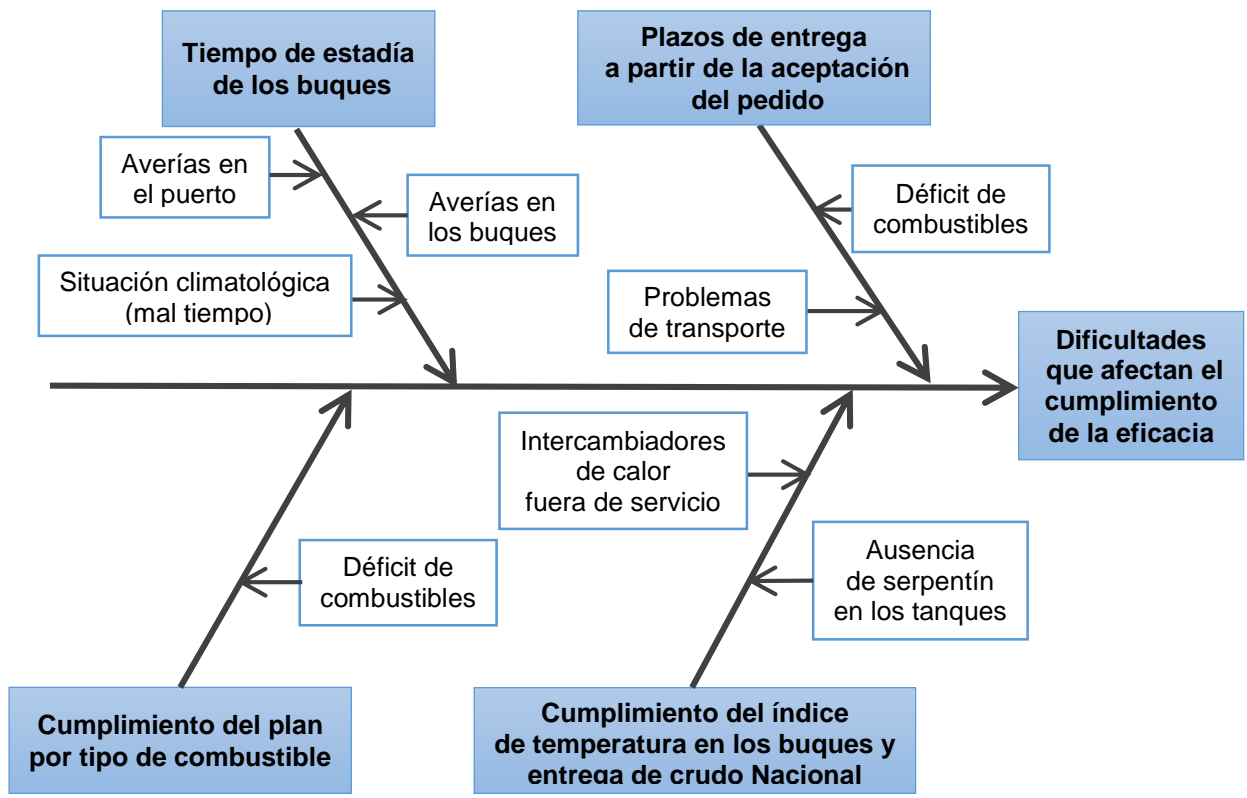 Tiempo de estadía
de los buques
Plazos de entrega
a partir de la aceptación
del pedido
Averías en
el puerto
Averías en
los buques
Situación climatológica
(mal tiempo)
Déficit de
combustibles
Problemas
de transporte
Dificultades
que afectan el
cumplimiento
de la eficacia
Intercambiadores
de calor
fuera de servicio
Déficit de
combustibles
Ausencia
de serpentín
en los tanques
Cumplimiento del plan
por tipo de combustible
Cumplimiento del índice
de temperatura en los buques y
entrega de crudo Nacional